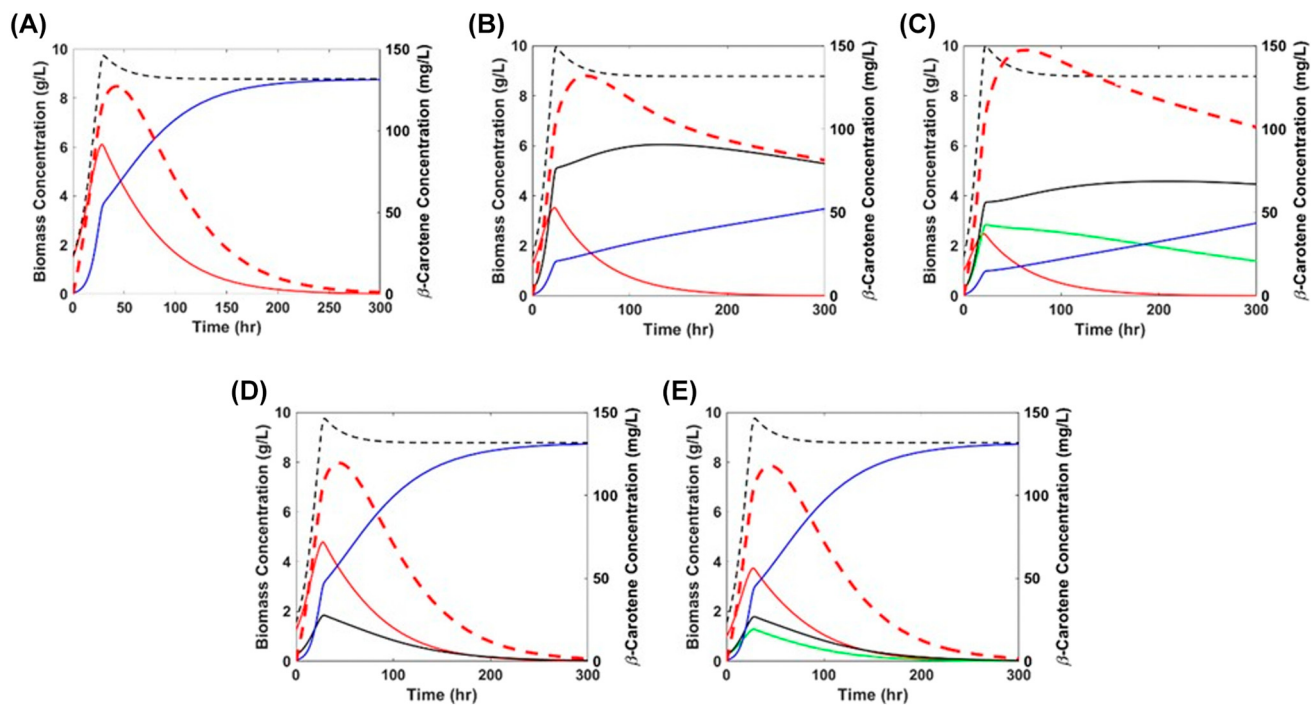 (A)
Biomass Concentration (g/L)
10
8
6
4
2
0
0 50 100 150 200 250 300
Time (hr)
150
100
50
0
β-Carotene Concentration (mg/L)
(B)
Biomass Concentration (g/L)
10
8
6
4
2
0
0 100 200 300
Time (hr)
150
100
50
0
β-Carotene Concentration (mg/L)
(C)
Biomass Concentration (g/L)
10
8
6
4
2
0
0 100 200 300
Time (hr)
150
100
50
0
β-Carotene Concentration (mg/L)
(D)
Biomass Concentration (g/L)
10
8
6
4
2
0
0 100 200 300
Time (hr)
150
100
50
0
β-Carotene Concentration (mg/L)
(E)
Biomass Concentration (g/L)
10
8
6
4
2
0
0 100 200 300
Time (hr)
150
100
50
0
β-Carotene Concentration (mg/L)